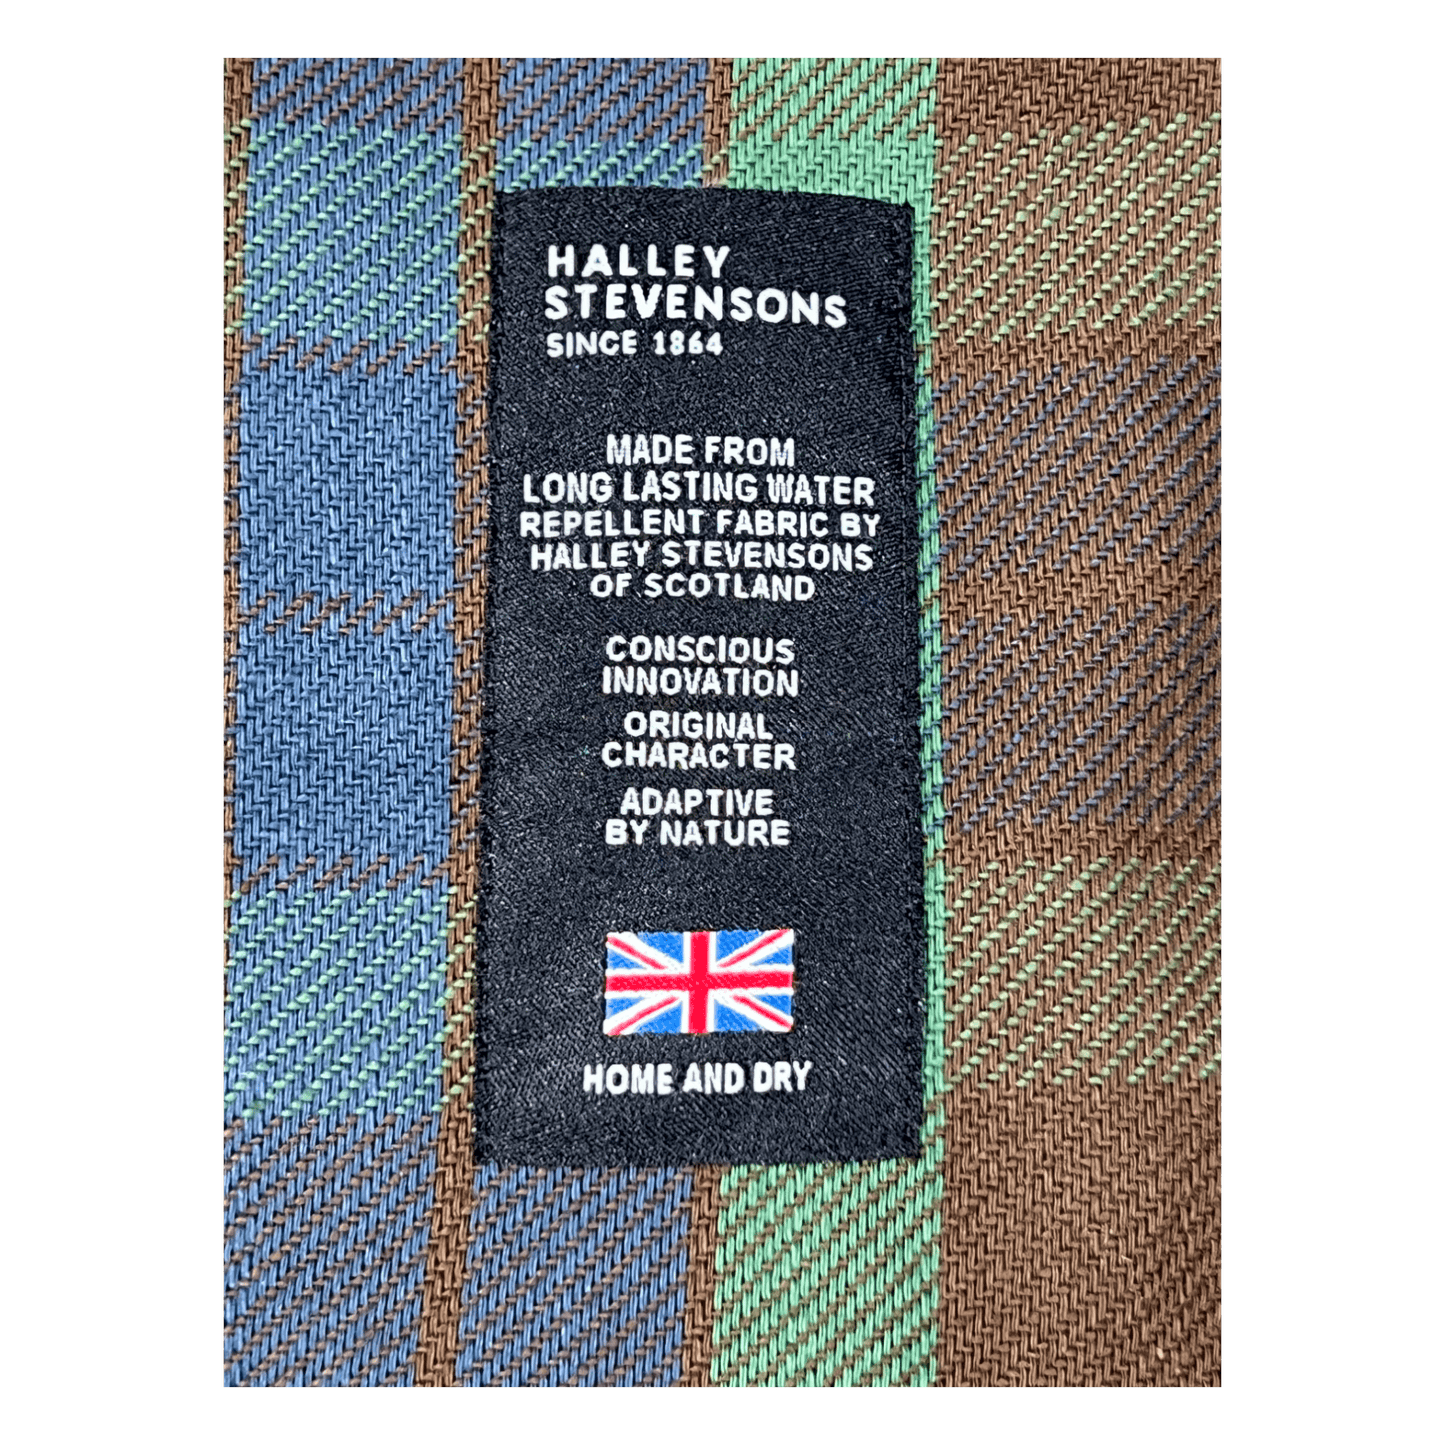 HALLEY
STEVENSONS
SINCE 1864
MADE FROM
LONG LASTING WATER
REPELLENT FABRIC BY
HALLEY STEVENSONS
OF SCOTLAND
CONSCIOUS
INNOVATION
ORIGINAL
CHARACTER
ADAPTIVE
BY NATURE
HOME AND DRY